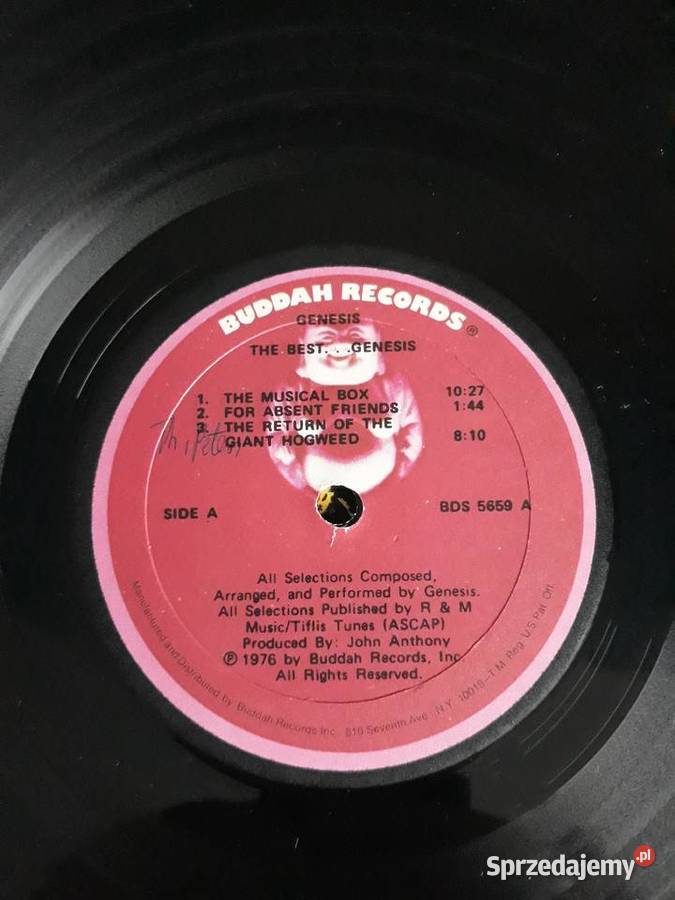 BUDDAH RECORDS®
GENESIS
THE BEST. . .GENESIS
1. THE MUSICAL BOX 10:27
2. FOR ABSENT FRIENDS 1:44
3. THE RETURN OF THE
GIANT HOGWEED 8:10
SIDE A BDS 5659 A
All Selections Composed,
Arranged, and Performed by Genesis.
All Selections Published by R & M
Music/Tiflis Tunes (ASCAP)
Produced By: John Anthony
℗ 1976 by Buddah Records, Inc.
All Rights Reserved.
Manufactured and Distributed by Buddah Records Inc. 810 Seventh Ave. N.Y. 10019–T.M. Reg. U.S. Pat. Off.
Sprzedajemy.pl